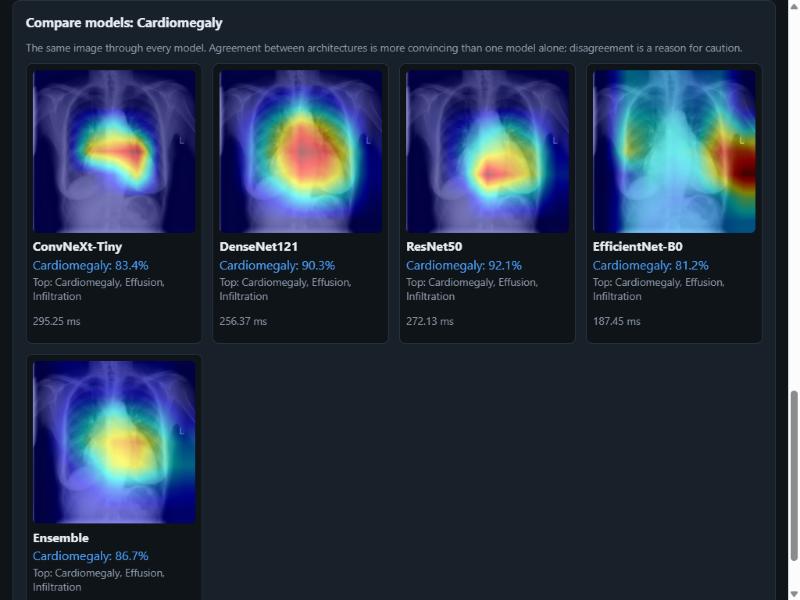 Compare models: Cardiomegaly
The same image through every model. Agreement between architectures is more convincing than one model alone; disagreement is a reason for caution.
L
ConvNeXt-Tiny
Cardiomegaly: 83.4%
Top: Cardiomegaly, Effusion,
Infiltration
295.25 ms
L
DenseNet121
Cardiomegaly: 90.3%
Top: Cardiomegaly, Effusion,
Infiltration
256.37 ms
L
ResNet50
Cardiomegaly: 92.1%
Top: Cardiomegaly, Effusion,
Infiltration
272.13 ms
L
EfficientNet-B0
Cardiomegaly: 81.2%
Top: Cardiomegaly, Effusion,
Infiltration
187.45 ms
L
Ensemble
Cardiomegaly: 86.7%
Top: Cardiomegaly, Effusion,
Infiltration